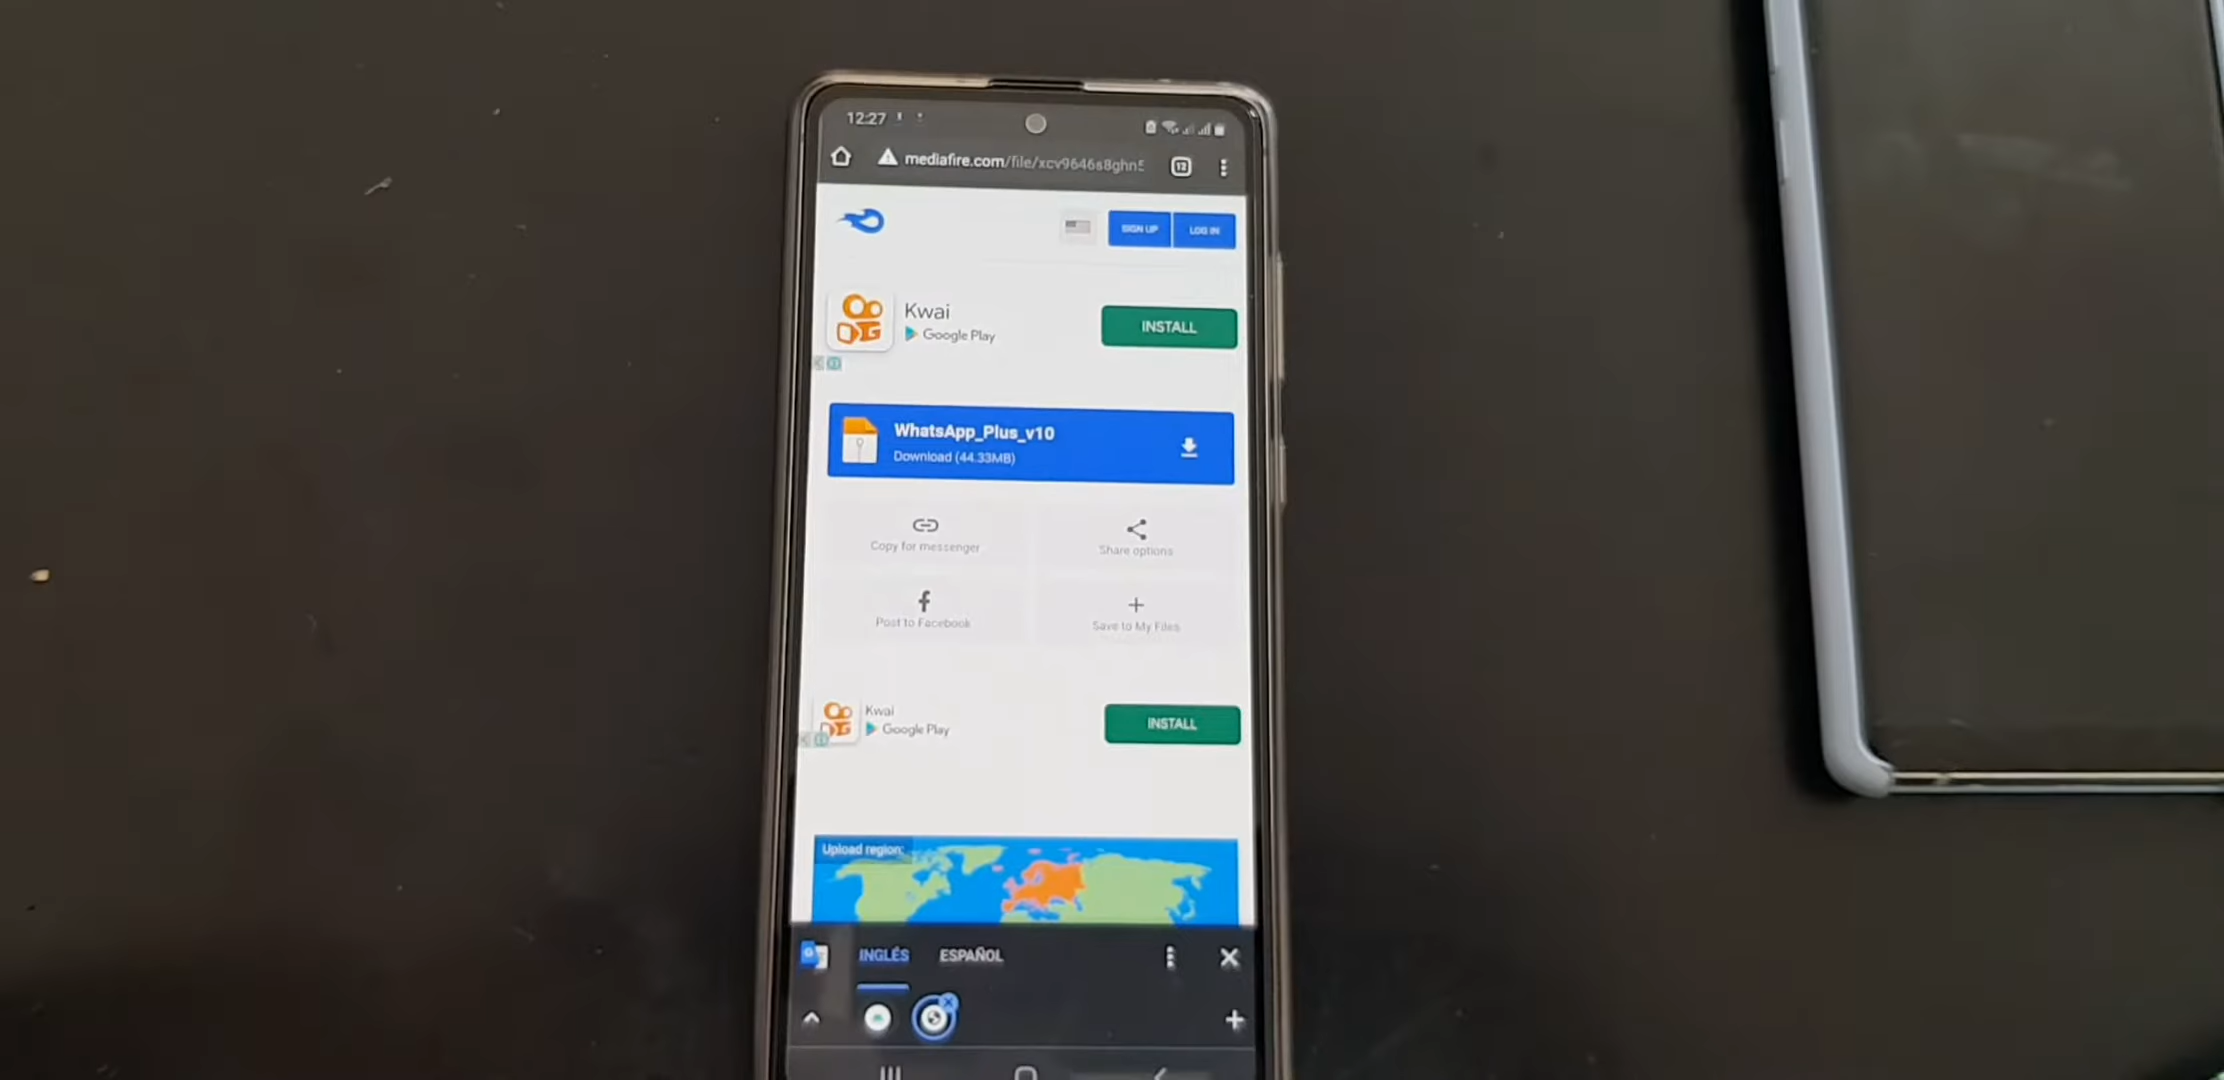 12:27
mediafire.com/file/xcv9646s8ghn5
12
SIGN UP
LOG IN
Kwai
Google Play
INSTALL
WhatsApp_Plus_v10
Download (44.33MB)
Copy for messenger
Share options
Post to Facebook
Save to My Files
Kwai
Google Play
INSTALL
Upload region:
INGLÉS
ESPAÑOL